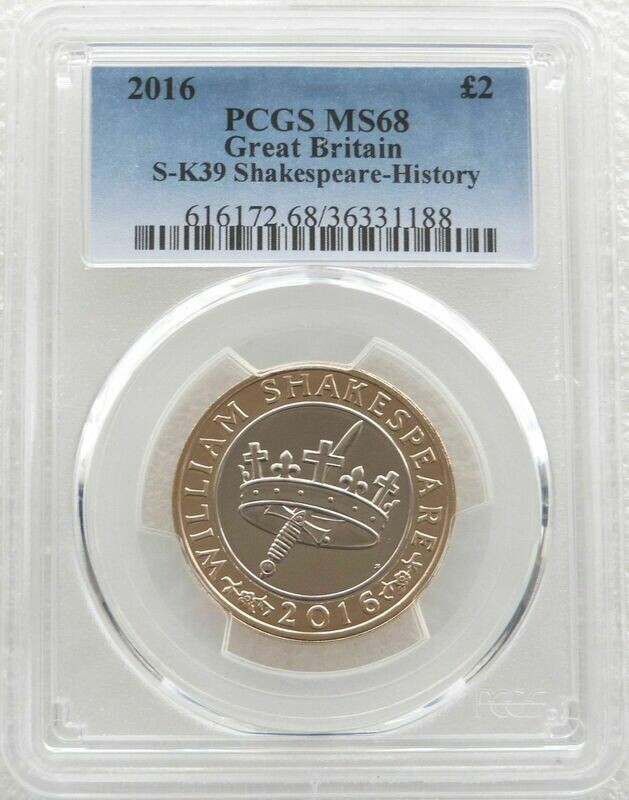 2016 £2
PCGS MS68
Great Britain
S-K39 Shakespeare-History
616172.68/36331188
WILLIAM SHAKESPEARE
2016
PCGS